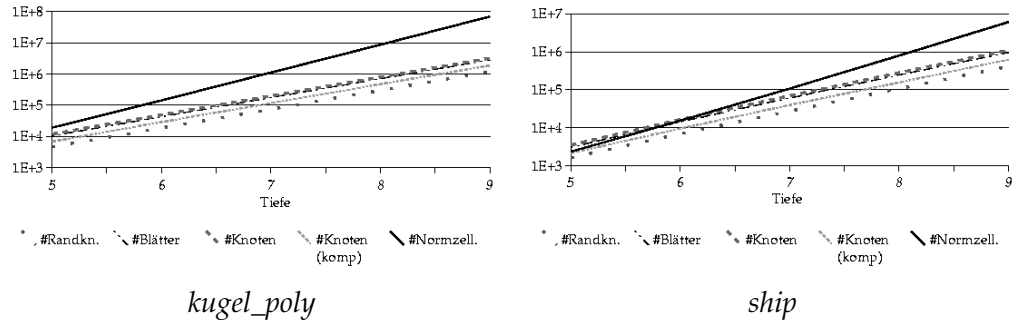 1E+8
1E+7
1E+6
1E+5
1E+4
1E+3
5 6 7 8 9
Tiefe
#Randkn. #Blätter #Knoten #Knoten (komp) #Normzell.
kugel_poly
1E+7
1E+6
1E+5
1E+4
1E+3
5 6 7 8 9
Tiefe
#Randkn. #Blätter #Knoten #Knoten (komp) #Normzell.
ship